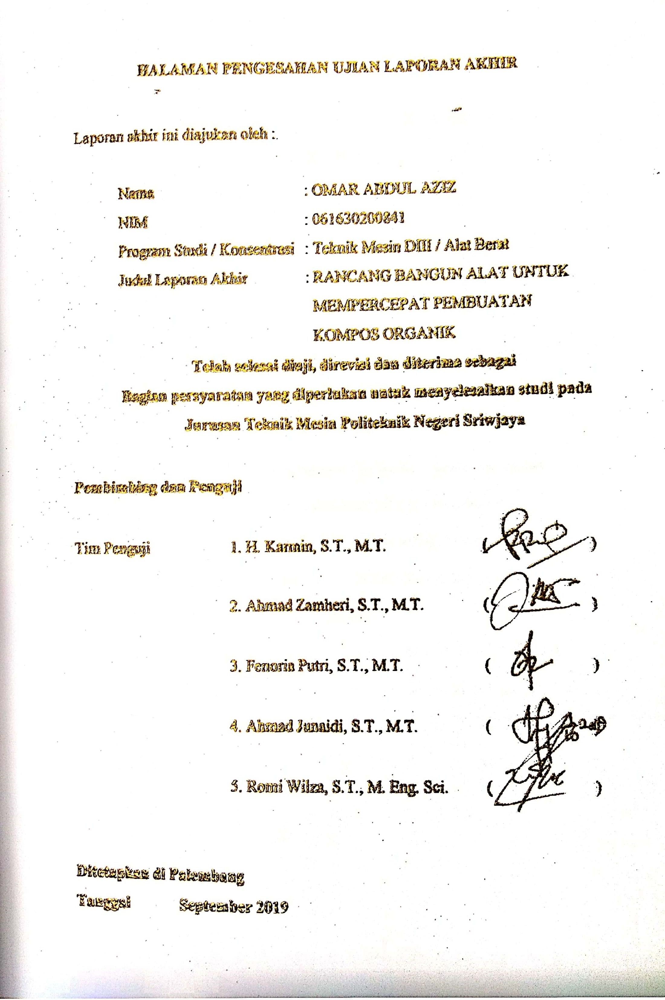 HALAMAN PENGESAHAN UJIAN LAPORAN AKHIR
Laporan akhir ini diajukan oleh :
Nama : OMAR ABDUL AZIZ
NIM : 061630200841
Program Studi / Konsentrasi : Teknik Mesin DIII / Alat Berat
Judul Laporan Akhir : RANCANG BANGUN ALAT UNTUK
MEMPERCEPAT PEMBUATAN
KOMPOS ORGANIK
Telah selesai diuji, direvisi dan diterima sebagai
Bagian persyaratan yang diperlukan untuk menyelesaikan studi pada
Jurusan Teknik Mesin Politeknik Negeri Sriwjaya
Pembimbing dan Penguji
Tim Penguji 1. H. Karmin, S.T., M.T. ( )
2. Ahmad Zamheri, S.T., M.T. ( )
3. Fenoria Putri, S.T., M.T. ( )
4. Ahmad Junaidi, S.T., M.T. ( )
5. Romi Wilza, S.T., M. Eng. Sci. ( )
Ditetapkan di Palembang
Tanggal September 2019